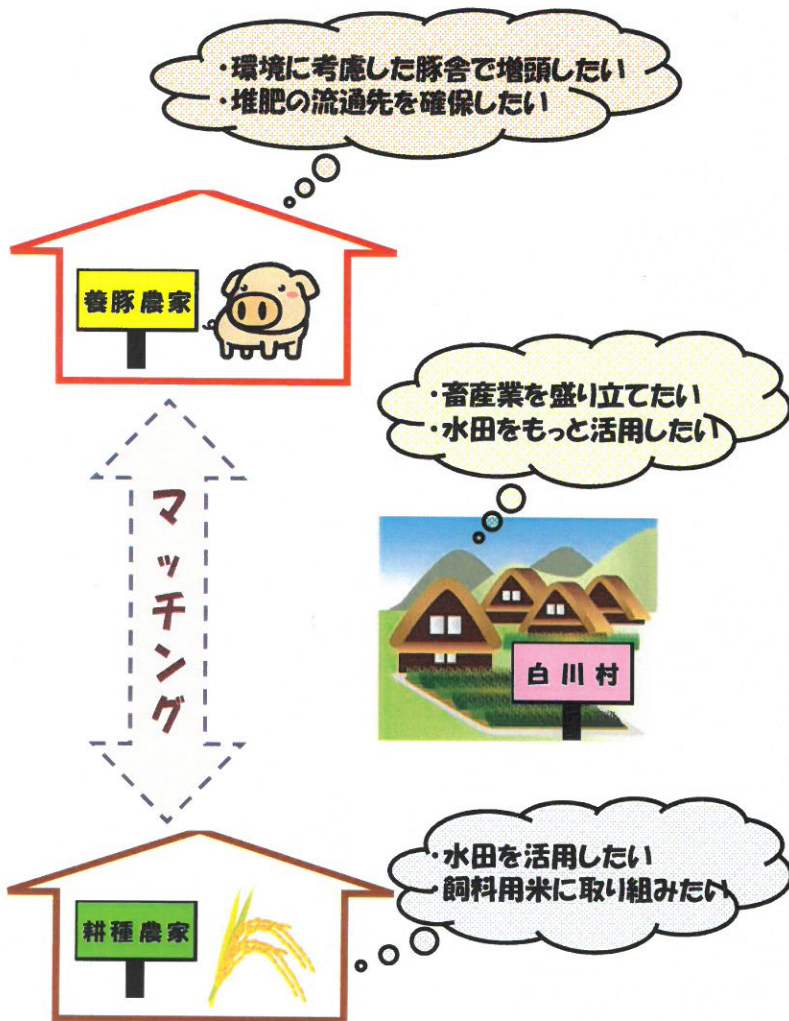 ・環境に考慮した豚舎で増頭したい
・堆肥の流通先を確保したい
養豚農家
・畜産業を盛り立てたい
・水田をもっと活用したい
マッチング
白川村
・水田を活用したい
・飼料用米に取り組みたい
耕種農家